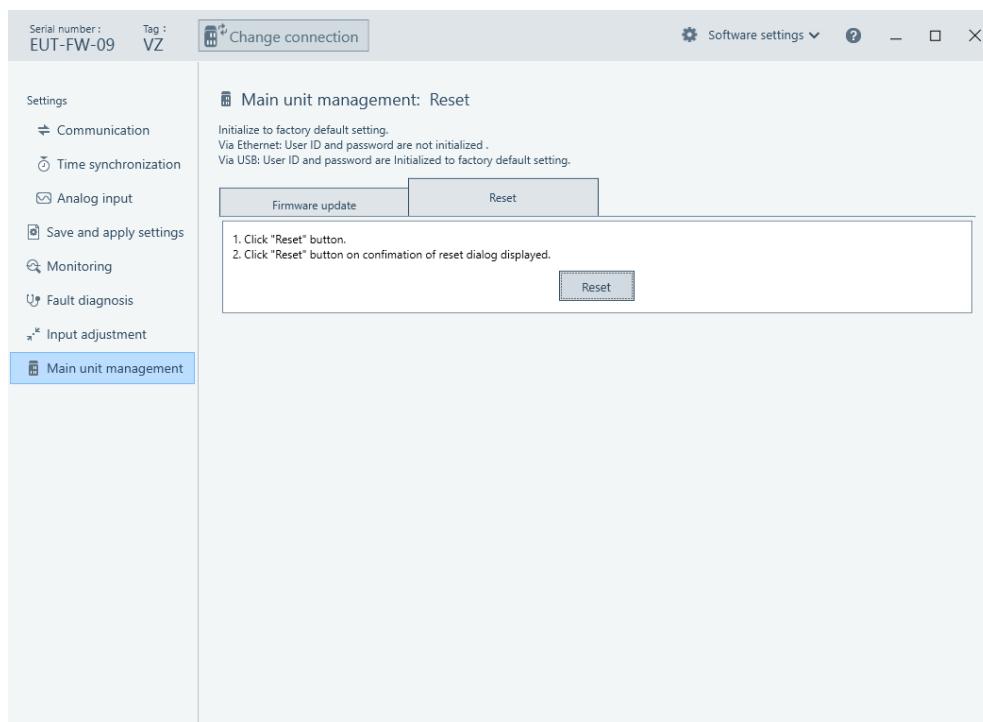 Serial number :
EUT-FW-09
Tag :
VZ
Change connection
Software settings
Settings
Communication
Time synchronization
Analog input
Save and apply settings
Monitoring
Fault diagnosis
Input adjustment
Main unit management
Main unit management:  Reset
Initialize to factory default setting.
Via Ethernet: User ID and password are not initialized .
Via USB: User ID and password are Initialized to factory default setting.
Firmware update
Reset
1. Click "Reset" button.
2. Click "Reset" button on confimation of reset dialog displayed.
Reset